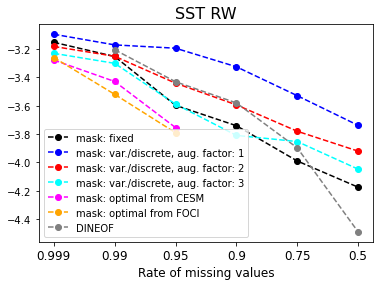 SST RW
−3.2
−3.4
−3.6
−3.8
−4.0
−4.2
−4.4
mask: fixed
mask: var./discrete, aug. factor: 1
mask: var./discrete, aug. factor: 2
mask: var./discrete, aug. factor: 3
mask: optimal from CESM
mask: optimal from FOCI
DINEOF
0.999 0.99 0.95 0.9 0.75 0.5
Rate of missing values